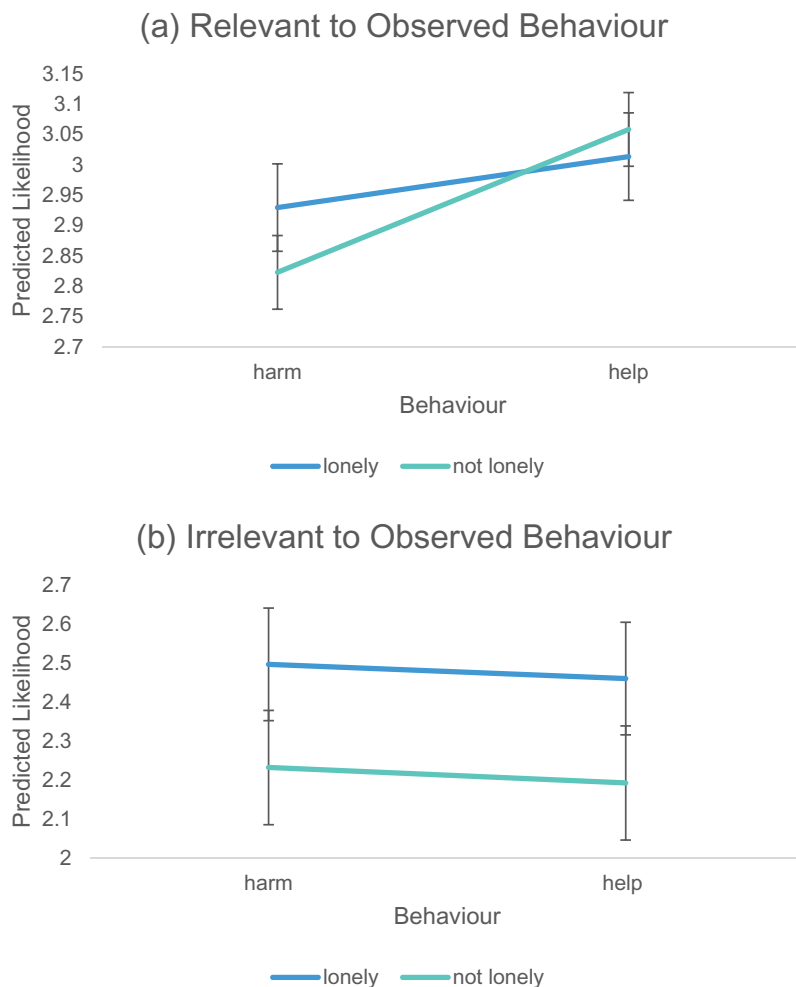 (a) Relevant to Observed Behaviour
Predicted Likelihood
3.15
3.1
3.05
3
2.95
2.9
2.85
2.8
2.75
2.7
harm help
Behaviour
lonely not lonely
(b) Irrelevant to Observed Behaviour
Predicted Likelihood
2.7
2.6
2.5
2.4
2.3
2.2
2.1
2
harm help
Behaviour
lonely not lonely